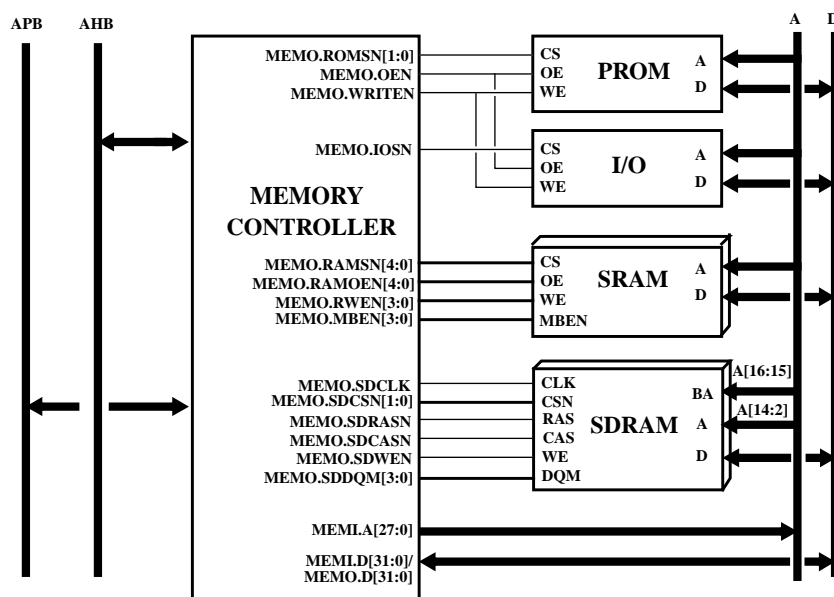 APB
AHB
A
MEMO.ROMSN[1:0]
MEMO.OEN
MEMO.WRITEN
MEMO.IOSN
MEMORY
CONTROLLER
MEMO.RAMSN[4:0]
MEMO.RAMOEN[4:0]
MEMO.RWEN[3:0]
MEMO.MBEN[3:0]
MEMO.SDCLK
MEMO.SDCSN[1:0]
MEMO.SDRASN
MEMO.SDCASN
MEMO.SDWEN
MEMO.SDDQM[3:0]
MEMI.A[27:0]
MEMI.D[31:0]/
MEMO.D[31:0]
CS
OE
WE
PROM
A
D
CS
OE
WE
I/O
A
D
CS
OE
WE
MBEN
SRAM
A
D
CLK
CSN
RAS
CAS
WE
DQM
SDRAM
BA
A
D
A[16:15]
A[14:2]